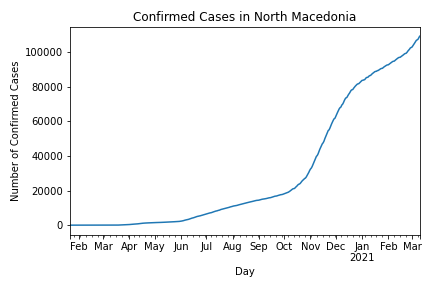 Confirmed Cases in North Macedonia
Number of Confirmed Cases
100000
80000
60000
40000
20000
0
Feb Mar Apr May Jun Jul Aug Sep Oct Nov Dec Jan Feb Mar
2021
Day